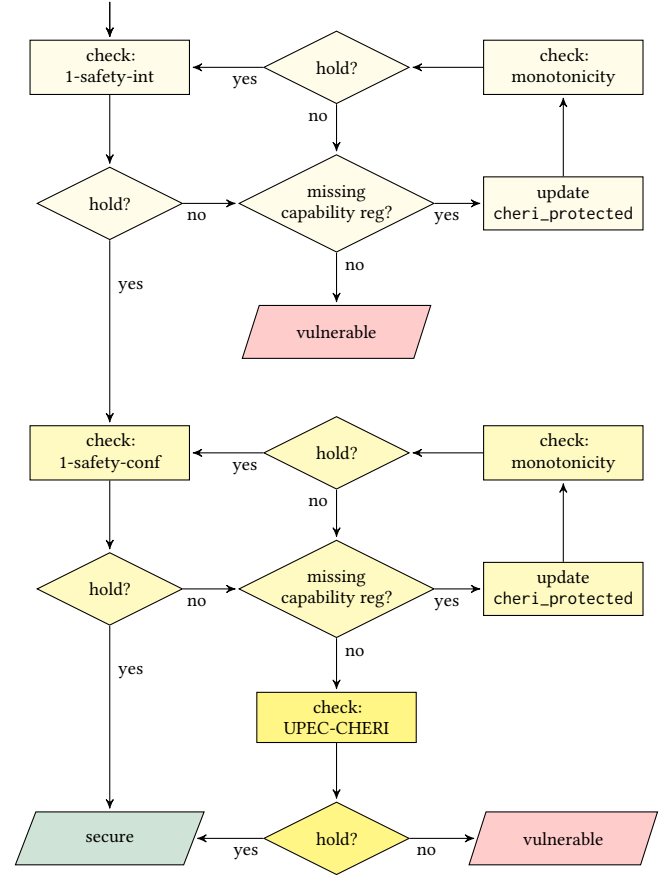 check:
1-safety-int
hold?
yes
check:
monotonicity
no
hold?
no
missing
capability reg?
yes
update
cheri_protected
no
yes
vulnerable
check:
1-safety-conf
hold?
yes
check:
monotonicity
no
hold?
no
missing
capability reg?
yes
update
cheri_protected
no
yes
check:
UPEC-CHERI
secure
yes
hold?
no
vulnerable